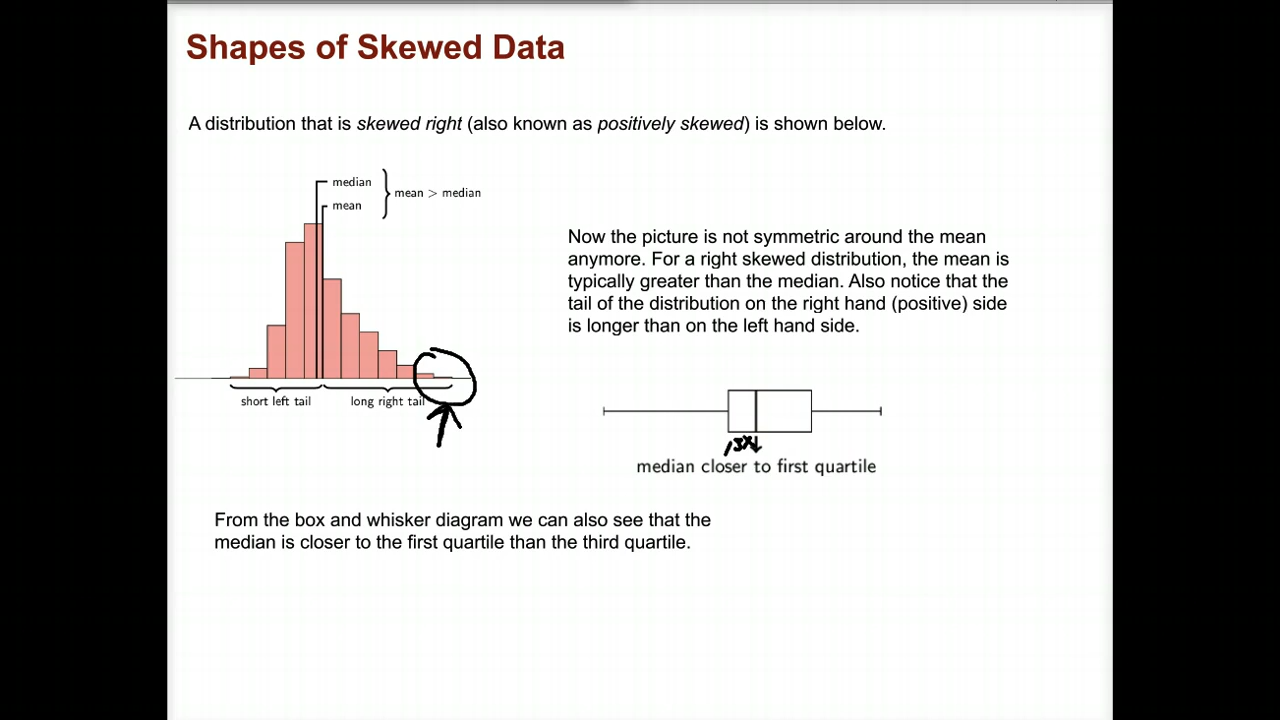 Shapes of Skewed Data
A distribution that is skewed right (also known as positively skewed) is shown below.
median
mean
mean > median
short left tail
long right tail
Now the picture is not symmetric around the mean
anymore. For a right skewed distribution, the mean is
typically greater than the median. Also notice that the
tail of the distribution on the right hand (positive) side
is longer than on the left hand side.
median closer to first quartile
From the box and whisker diagram we can also see that the
median is closer to the first quartile than the third quartile.